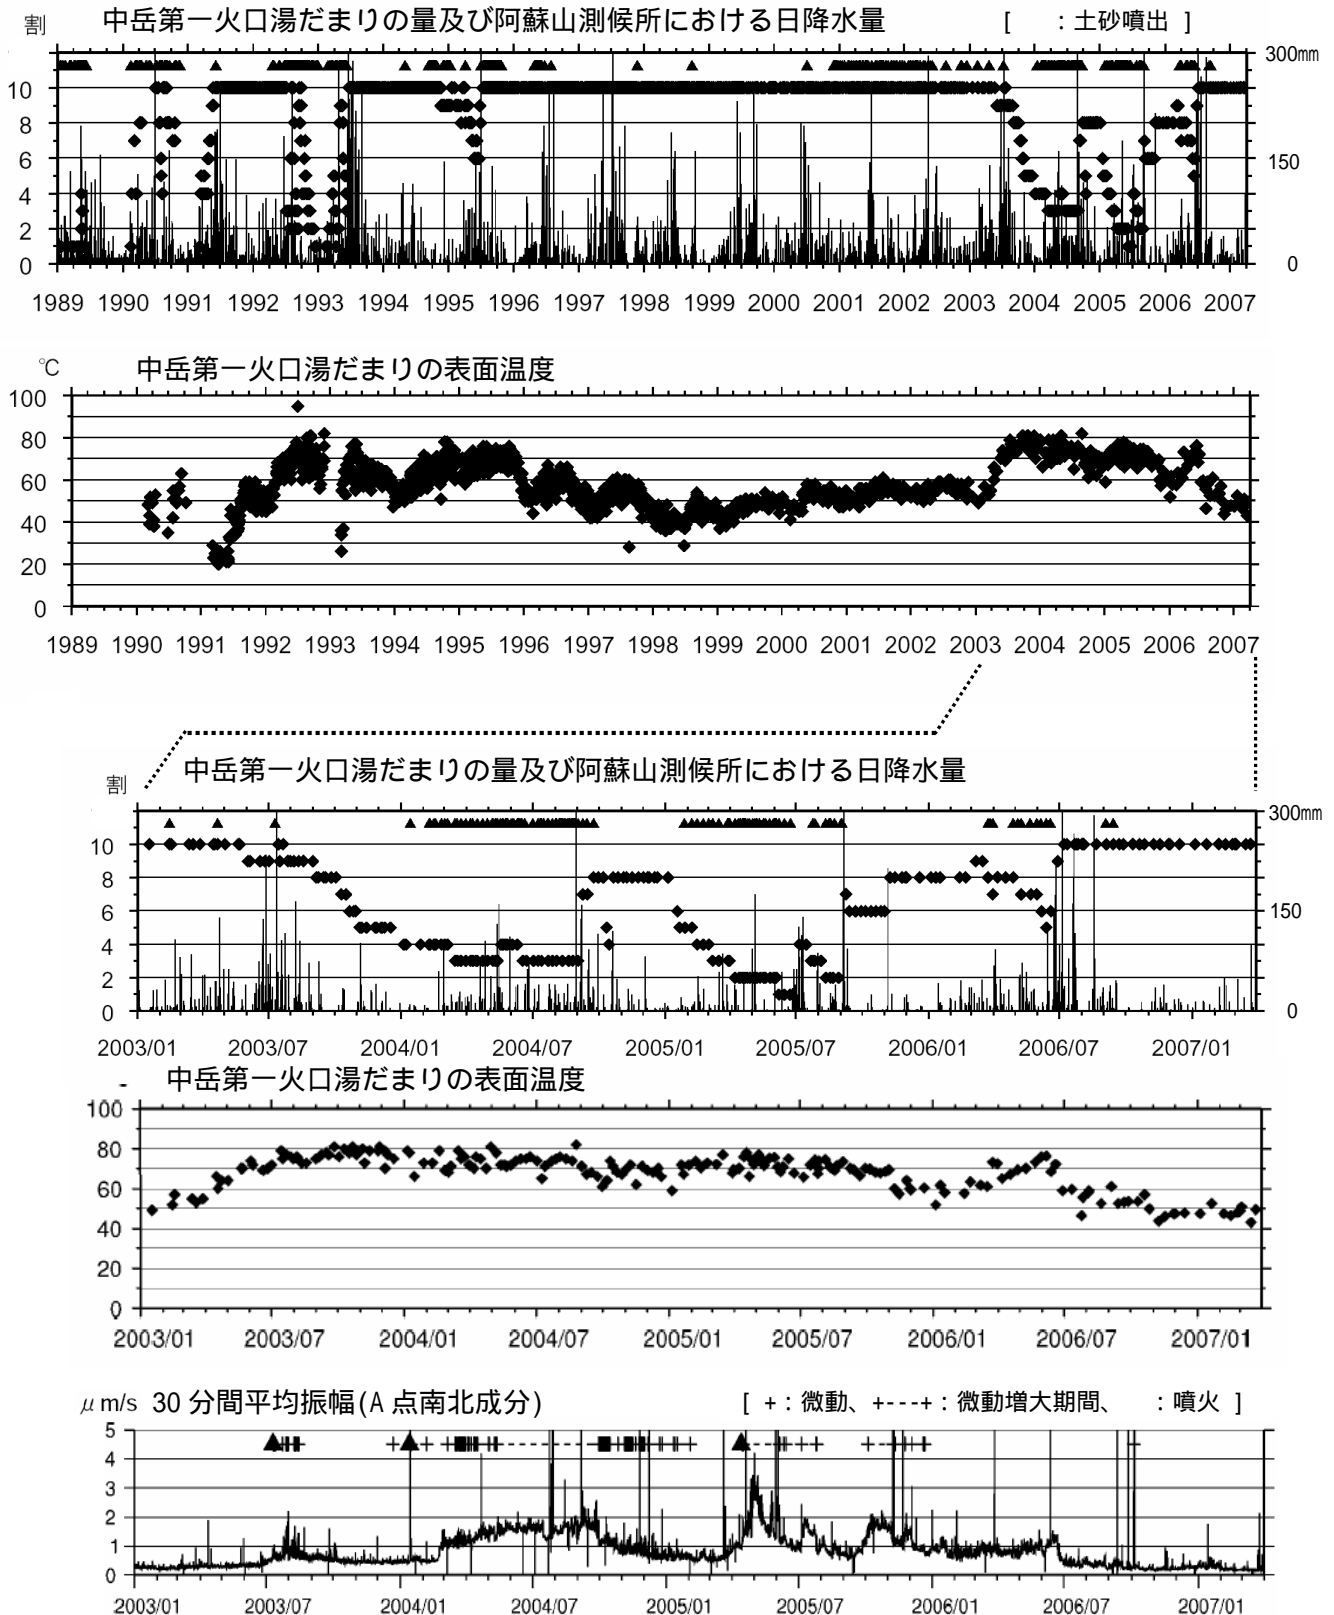 割 中岳第一火口湯だまりの量及び阿蘇山測候所における日降水量 [ ：土砂噴出 ]
300mm
10
8
6
150
4
2
0
0
1989 1990 1991 1992 1993 1994 1995 1996 1997 1998 1999 2000 2001 2002 2003 2004 2005 2006 2007
℃ 中岳第一火口湯だまりの表面温度
100
80
60
40
20
0
1989 1990 1991 1992 1993 1994 1995 1996 1997 1998 1999 2000 2001 2002 2003 2004 2005 2006 2007
割 中岳第一火口湯だまりの量及び阿蘇山測候所における日降水量
300mm
10
8
6
150
4
2
0
0
2003/01 2003/07 2004/01 2004/07 2005/01 2005/07 2006/01 2006/07 2007/01
中岳第一火口湯だまりの表面温度
100
80
60
40
20
0
2003/01 2003/07 2004/01 2004/07 2005/01 2005/07 2006/01 2006/07 2007/01
μm/s 30分間平均振幅(A点南北成分) [ +：微動、+---+：微動増大期間、 ：噴火 ]
5
4
3
2
1
0
2003/01 2003/07 2004/01 2004/07 2005/01 2005/07 2006/01 2006/07 2007/01